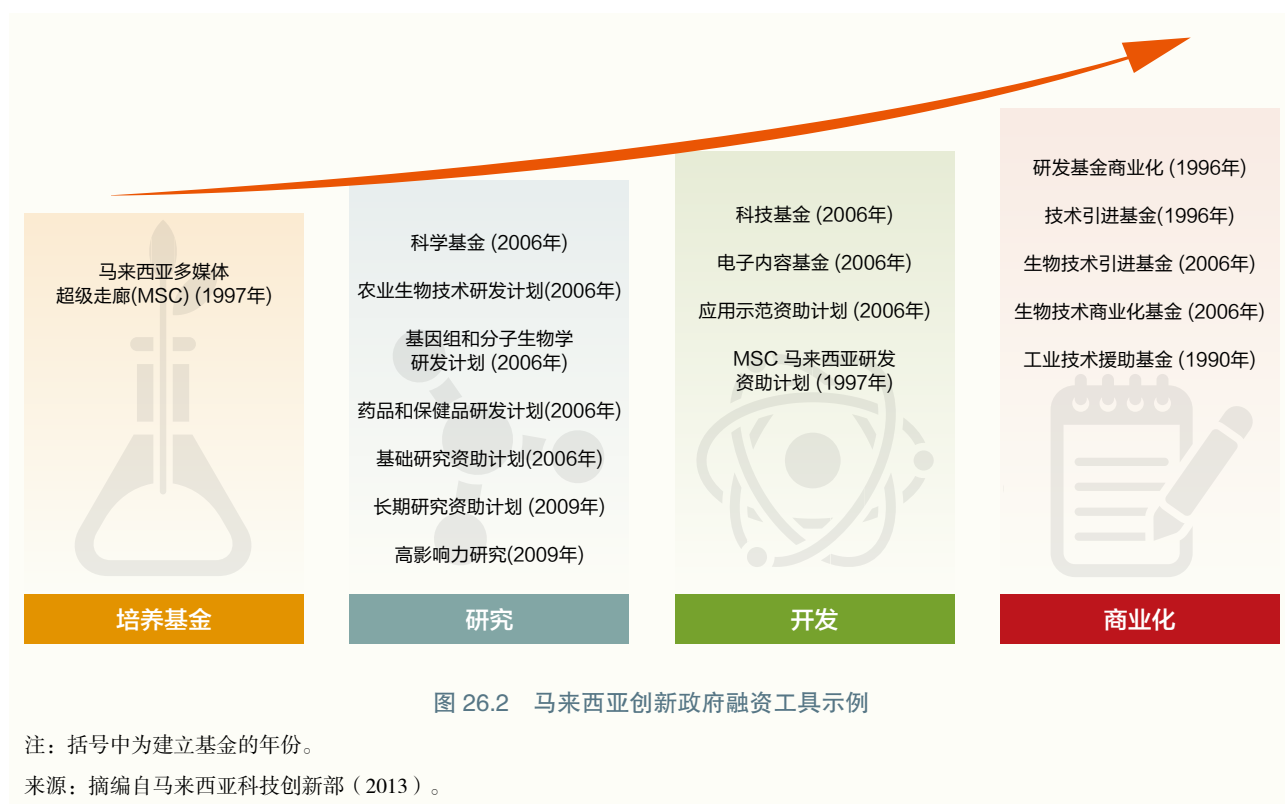 马来西亚多媒体
超级走廊(MSC) (1997年)
培养基金
科学基金 (2006年)
农业生物技术研发计划(2006年)
基因组和分子生物学
研发计划 (2006年)
药品和保健品研发计划(2006年)
基础研究资助计划(2006年)
长期研究资助计划 (2009年)
高影响力研究(2009年)
研究
科技基金 (2006年)
电子内容基金 (2006年)
应用示范资助计划 (2006年)
MSC 马来西亚研发
资助计划 (1997年)
开发
研发基金商业化 (1996年)
技术引进基金(1996年)
生物技术引进基金 (2006年)
生物技术商业化基金 (2006年)
工业技术援助基金 (1990年)
商业化
图 26.2 马来西亚创新政府融资工具示例
注：括号中为建立基金的年份。
来源：摘编自马来西亚科技创新部（2013）。